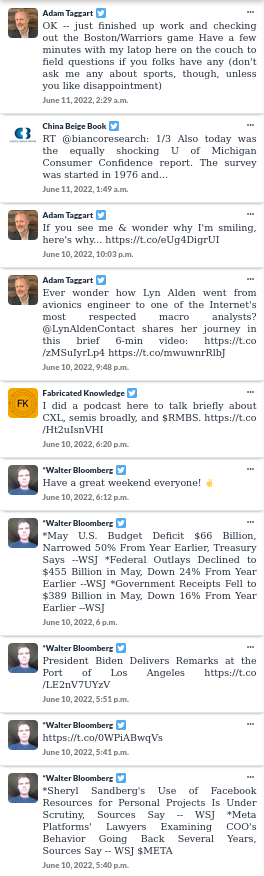 Adam Taggart
OK -- just finished up work and checking
out the Boston/Warriors game Have a few
minutes with my latop here on the couch to
field questions if you folks have any (don't
ask me any about sports, though, unless
you like disappointment)
June 11, 2022, 2:29 a.m.
China Beige Book
RT @biancoresearch: 1/3 Also today was
the equally shocking U of Michigan
Consumer Confidence report. The survey
was started in 1976 and…
June 11, 2022, 1:49 a.m.
Adam Taggart
If you see me & wonder why I'm smiling,
here's why... https://t.co/eUg4DigrUI
June 10, 2022, 10:03 p.m.
Adam Taggart
Ever wonder how Lyn Alden went from
avionics engineer to one of the Internet's
most respected macro analysts?
@LynAldenContact shares her journey in
this brief 6-min video: https://t.co
/zMSuIyrLp4 https://t.co/mwuwnrRlbJ
June 10, 2022, 9:48 p.m.
FK
Fabricated Knowledge
I did a podcast here to talk briefly about
CXL, semis broadly, and $RMBS. https://t.co
/Ht2uIsnVHI
June 10, 2022, 6:20 p.m.
*Walter Bloomberg
Have a great weekend everyone! ✌
June 10, 2022, 6:12 p.m.
*Walter Bloomberg
*May U.S. Budget Deficit $66 Billion,
Narrowed 50% From Year Earlier, Treasury
Says --WSJ *Federal Outlays Declined to
$455 Billion in May, Down 24% From Year
Earlier --WSJ *Government Receipts Fell to
$389 Billion in May, Down 16% From Year
Earlier --WSJ
June 10, 2022, 6 p.m.
*Walter Bloomberg
President Biden Delivers Remarks at the
Port of Los Angeles https://t.co
/LE2nV7UYzV
June 10, 2022, 5:51 p.m.
*Walter Bloomberg
https://t.co/0WPiABwqVs
June 10, 2022, 5:41 p.m.
*Walter Bloomberg
*Sheryl Sandberg's Use of Facebook
Resources for Personal Projects Is Under
Scrutiny, Sources Say -- WSJ *Meta
Platforms' Lawyers Examining COO's
Behavior Going Back Several Years,
Sources Say -- WSJ $META
June 10, 2022, 5:40 p.m.